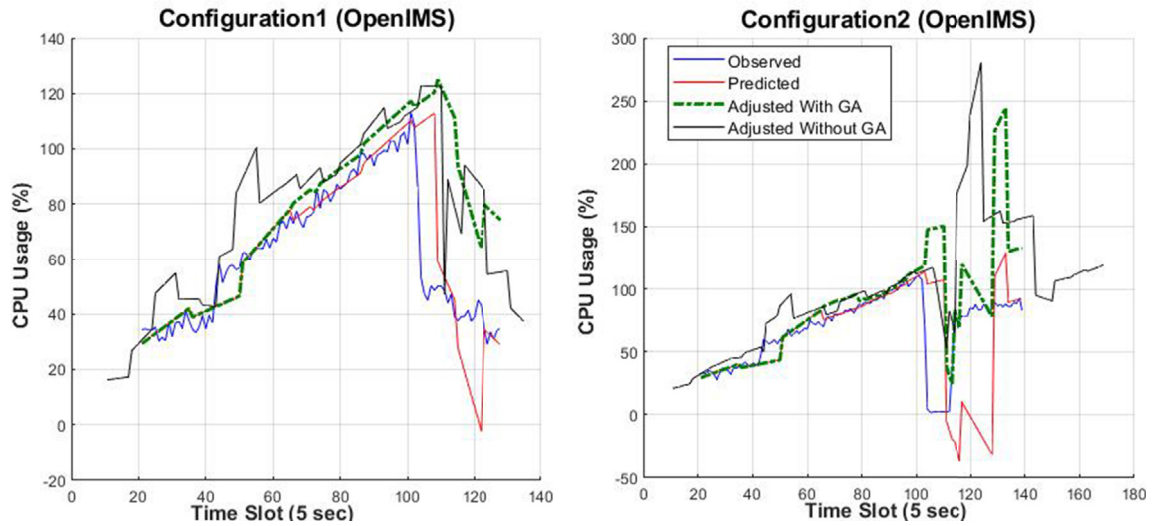 Configuration1 (OpenIMS)
CPU Usage (%)
140
120
100
80
60
40
20
0
-20
0 20 40 60 80 100 120 140
Time Slot (5 sec)
Configuration2 (OpenIMS)
CPU Usage (%)
300
250
200
150
100
50
0
-50
Observed
Predicted
Adjusted With GA
Adjusted Without GA
0 20 40 60 80 100 120 140 160 180
Time Slot (5 sec)